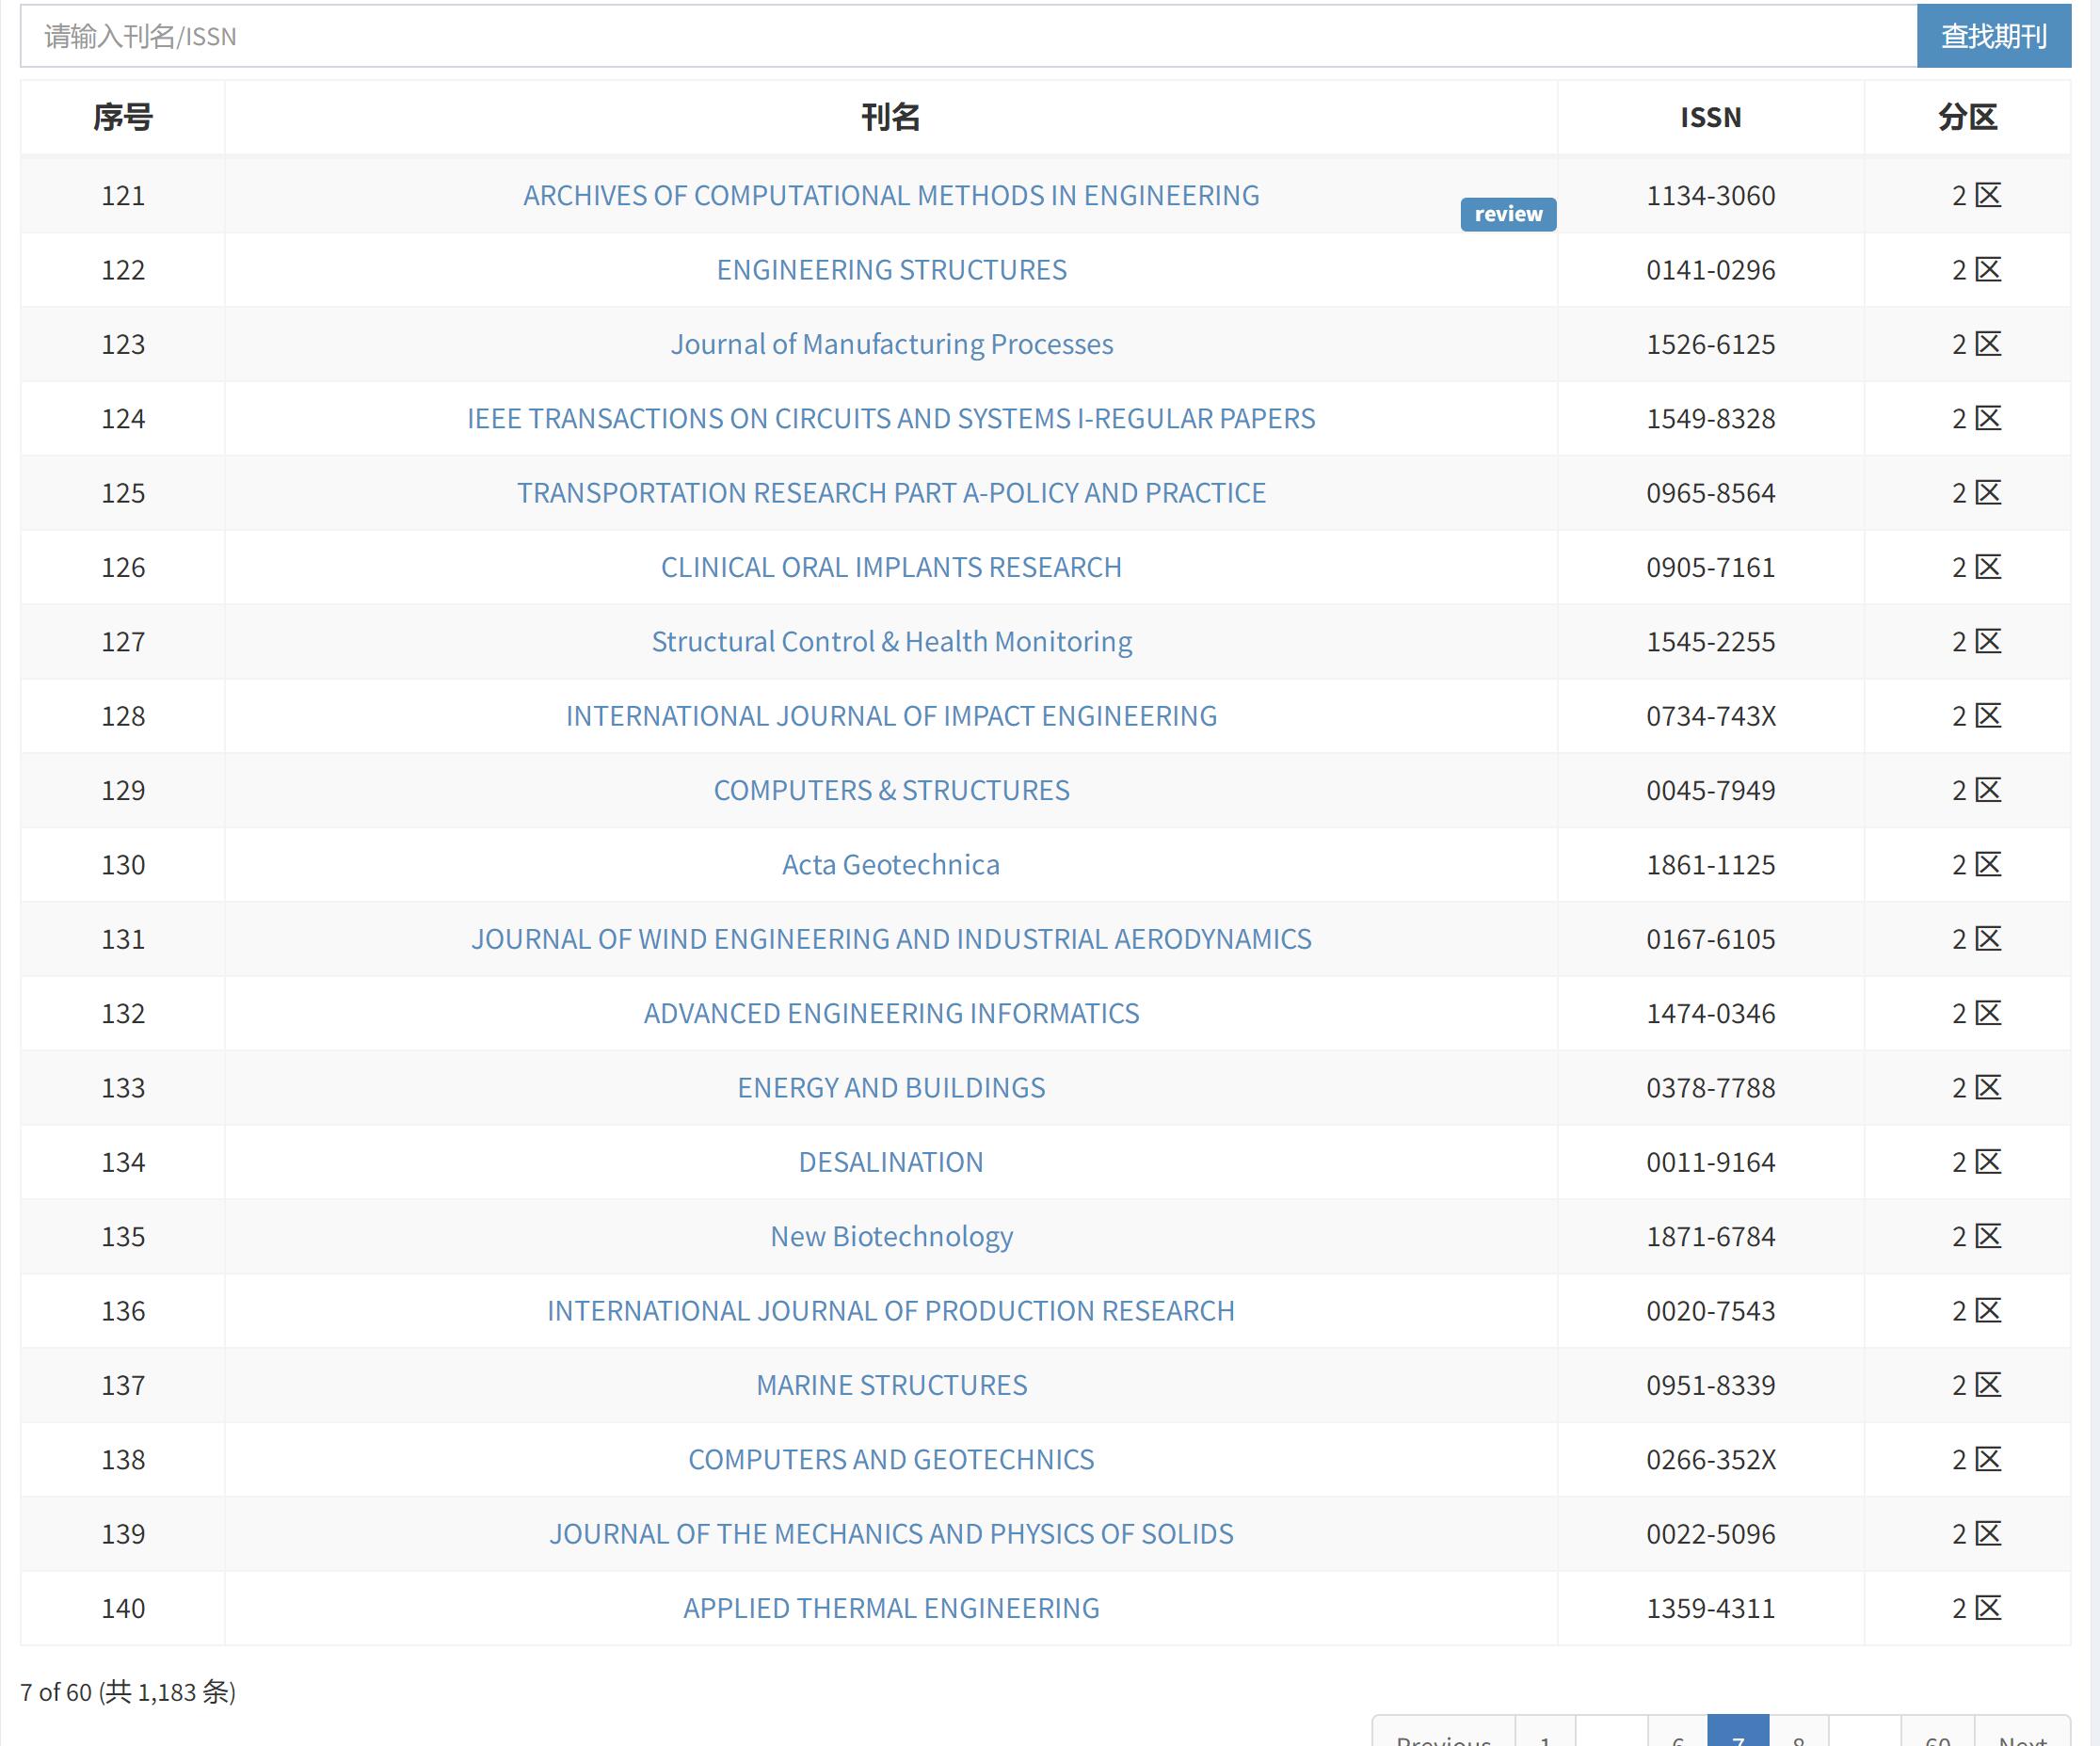 请输入刊名/ISSN 查找期刊
序号 刊名 ISSN 分区
121 ARCHIVES OF COMPUTATIONAL METHODS IN ENGINEERING review 1134-3060 2 区
122 ENGINEERING STRUCTURES 0141-0296 2 区
123 Journal of Manufacturing Processes 1526-6125 2 区
124 IEEE TRANSACTIONS ON CIRCUITS AND SYSTEMS I-REGULAR PAPERS 1549-8328 2 区
125 TRANSPORTATION RESEARCH PART A-POLICY AND PRACTICE 0965-8564 2 区
126 CLINICAL ORAL IMPLANTS RESEARCH 0905-7161 2 区
127 Structural Control & Health Monitoring 1545-2255 2 区
128 INTERNATIONAL JOURNAL OF IMPACT ENGINEERING 0734-743X 2 区
129 COMPUTERS & STRUCTURES 0045-7949 2 区
130 Acta Geotechnica 1861-1125 2 区
131 JOURNAL OF WIND ENGINEERING AND INDUSTRIAL AERODYNAMICS 0167-6105 2 区
132 ADVANCED ENGINEERING INFORMATICS 1474-0346 2 区
133 ENERGY AND BUILDINGS 0378-7788 2 区
134 DESALINATION 0011-9164 2 区
135 New Biotechnology 1871-6784 2 区
136 INTERNATIONAL JOURNAL OF PRODUCTION RESEARCH 0020-7543 2 区
137 MARINE STRUCTURES 0951-8339 2 区
138 COMPUTERS AND GEOTECHNICS 0266-352X 2 区
139 JOURNAL OF THE MECHANICS AND PHYSICS OF SOLIDS 0022-5096 2 区
140 APPLIED THERMAL ENGINEERING 1359-4311 2 区
7 of 60 (共 1,183 条)
Previous 1 6 7 8 60 Next